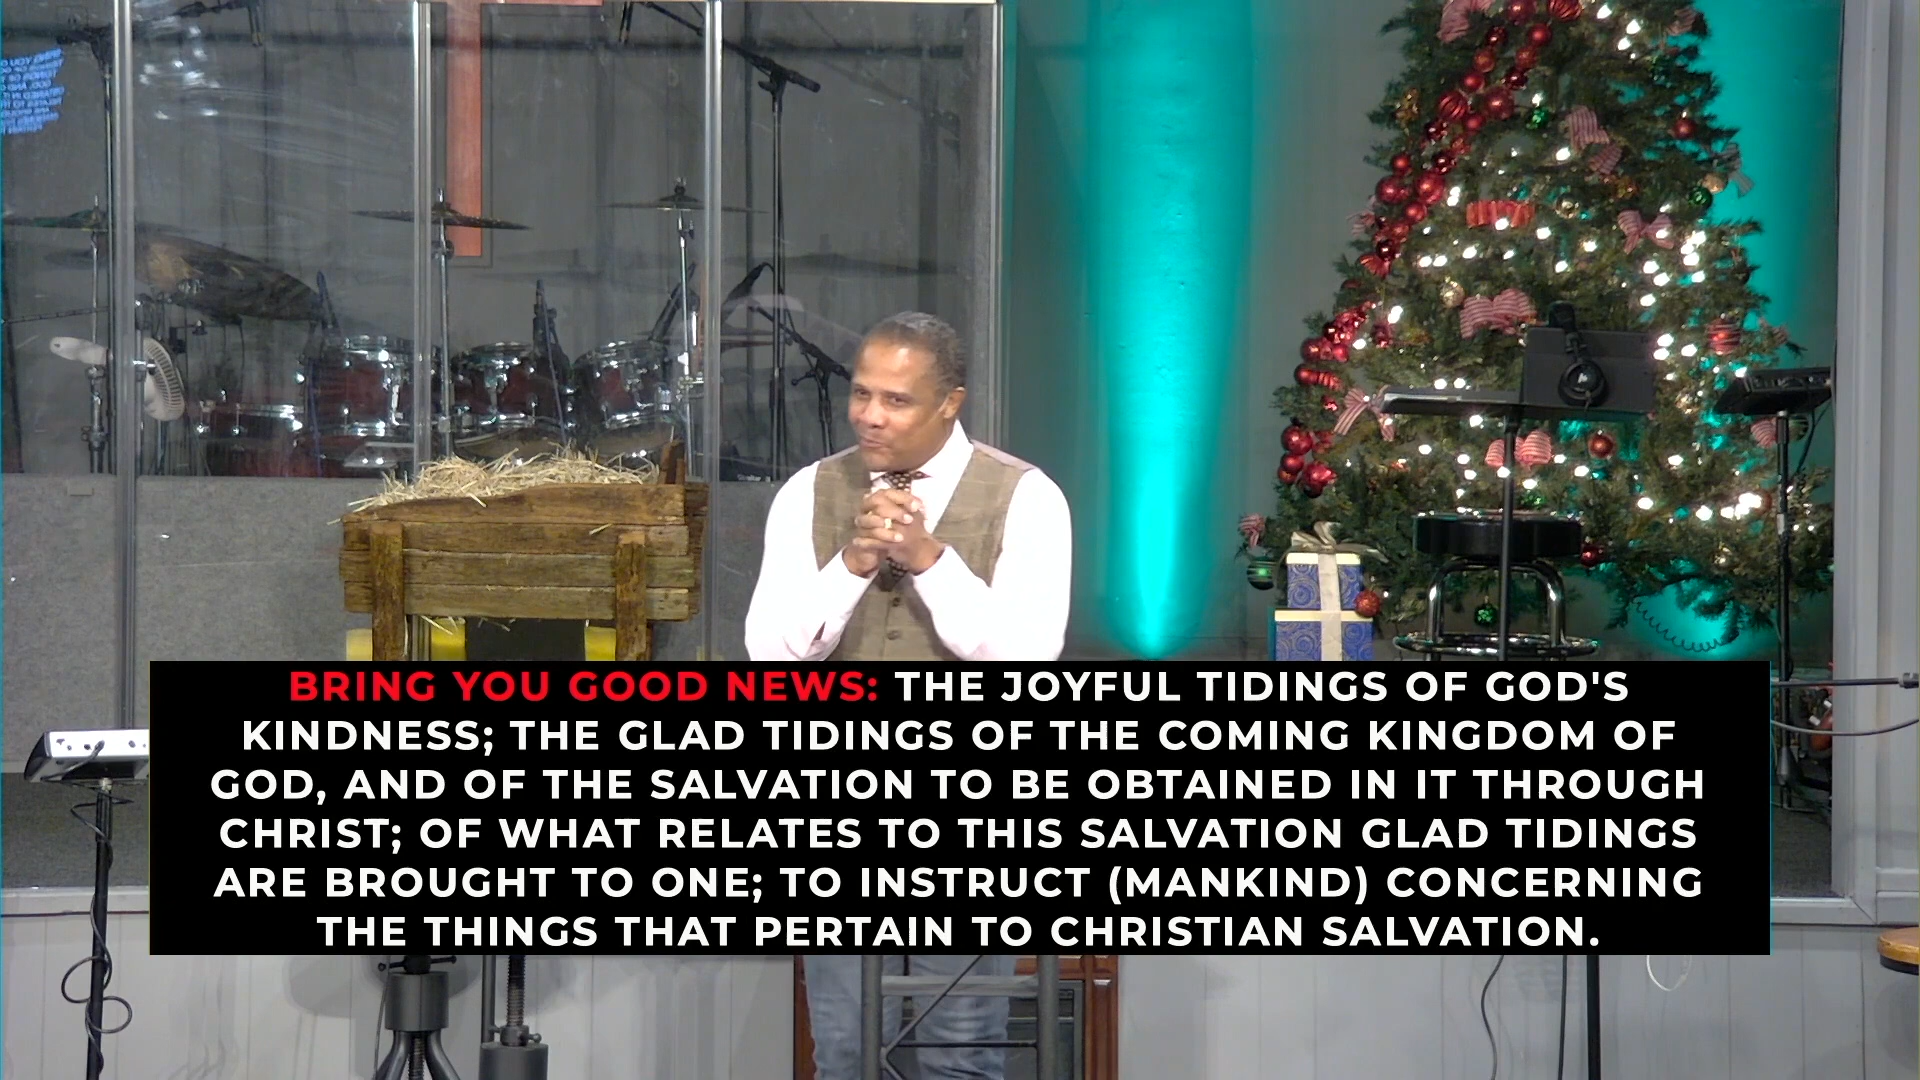 BRING YOU GOOD NEWS: THE JOYFUL TIDINGS OF GOD'S
KINDNESS; THE GLAD TIDINGS OF THE COMING KINGDOM OF
GOD, AND OF THE SALVATION TO BE OBTAINED IN IT THROUGH
CHRIST; OF WHAT RELATES TO THIS SALVATION GLAD TIDINGS
ARE BROUGHT TO ONE; TO INSTRUCT (MANKIND) CONCERNING
THE THINGS THAT PERTAIN TO CHRISTIAN SALVATION.